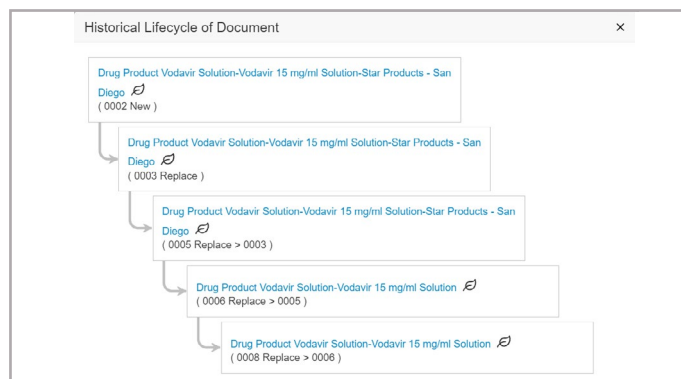 Historical Lifecycle of Document ×
Drug Product Vodavir Solution-Vodavir 15 mg/ml Solution-Star Products - San
Diego
( 0002 New )
Drug Product Vodavir Solution-Vodavir 15 mg/ml Solution-Star Products - San
Diego
( 0003 Replace )
Drug Product Vodavir Solution-Vodavir 15 mg/ml Solution-Star Products - San
Diego
( 0005 Replace > 0003 )
Drug Product Vodavir Solution-Vodavir 15 mg/ml Solution
( 0006 Replace > 0005 )
Drug Product Vodavir Solution-Vodavir 15 mg/ml Solution
( 0008 Replace > 0006 )